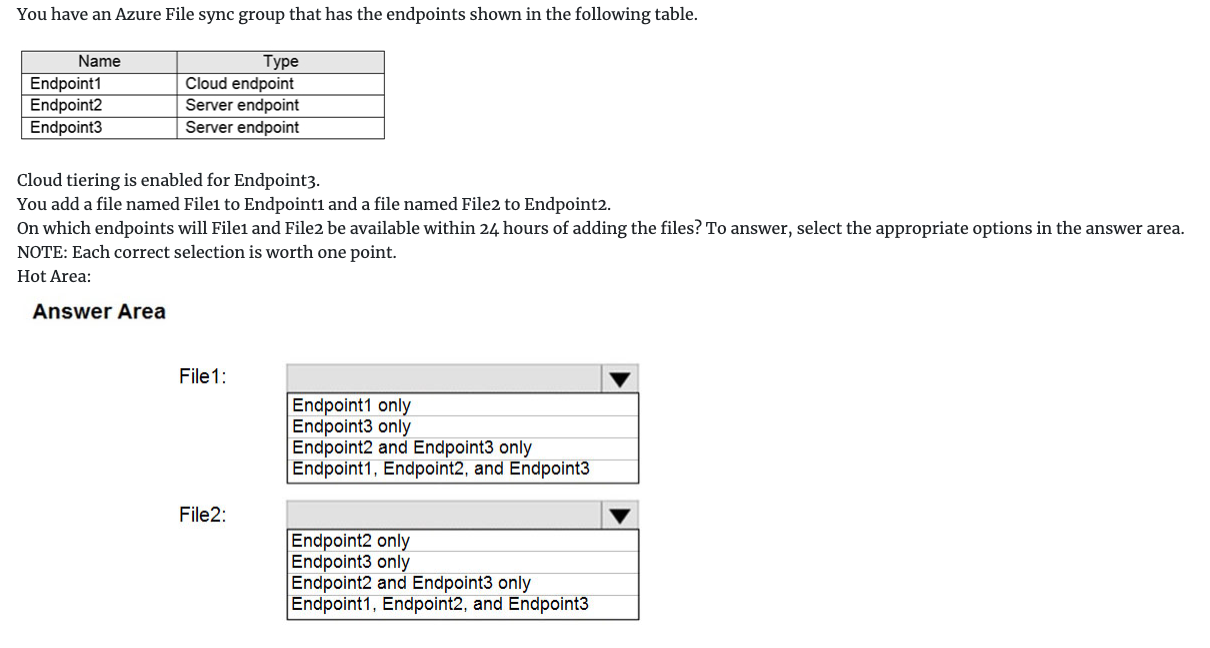 You have an Azure File sync group that has the endpoints shown in the following table.
Name Type
Endpoint1 Cloud endpoint
Endpoint2 Server endpoint
Endpoint3 Server endpoint
Cloud tiering is enabled for Endpoint3.
You add a file named File1 to Endpoint1 and a file named File2 to Endpoint2.
On which endpoints will File1 and File2 be available within 24 hours of adding the files? To answer, select the appropriate options in the answer area.
NOTE: Each correct selection is worth one point.
Hot Area:
Answer Area
File1:
Endpoint1 only
Endpoint3 only
Endpoint2 and Endpoint3 only
Endpoint1, Endpoint2, and Endpoint3
File2:
Endpoint2 only
Endpoint3 only
Endpoint2 and Endpoint3 only
Endpoint1, Endpoint2, and Endpoint3